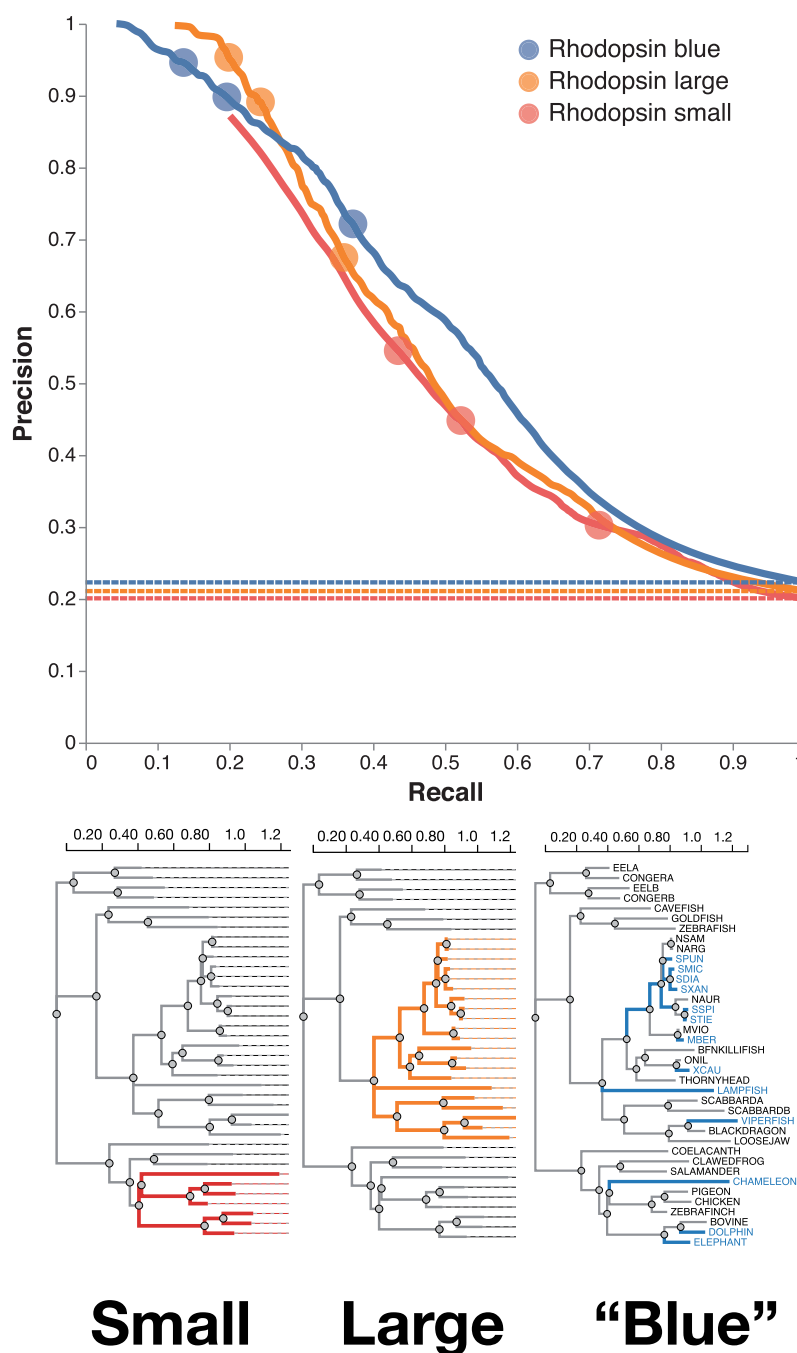 1
0.9
0.8
0.7
0.6
0.5
0.4
0.3
0.2
0.1
0
Precision
Rhodopsin blue
Rhodopsin large
Rhodopsin small
0 0.1 0.2 0.3 0.4 0.5 0.6 0.7 0.8 0.9
Recall
0.20 0.40 0.60 0.80 1.0 1.2
0.20 0.40 0.60 0.80 1.0 1.2
0.20 0.40 0.60 0.80 1.0 1.2
EELA
CONGERA
EELB
CONGERB
CAVEFISH
GOLDFISH
ZEBRAFISH
NSAM
NARG
SPUN
SMIC
SDIA
SXAN
NAUR
SSPI
STIE
MVIO
MBER
BFNKILLIFISH
ONIL
XCAU
THORNYHEAD
LAMPFISH
SCABBARDA
SCABBARDB
VIPERFISH
BLACKDRAGON
LOOSEJAW
COELACANTH
CLAWEDFROG
SALAMANDER
CHAMELEON
PIGEON
CHICKEN
ZEBRAFINCH
BOVINE
DOLPHIN
ELEPHANT
Small
Large
“Blue”